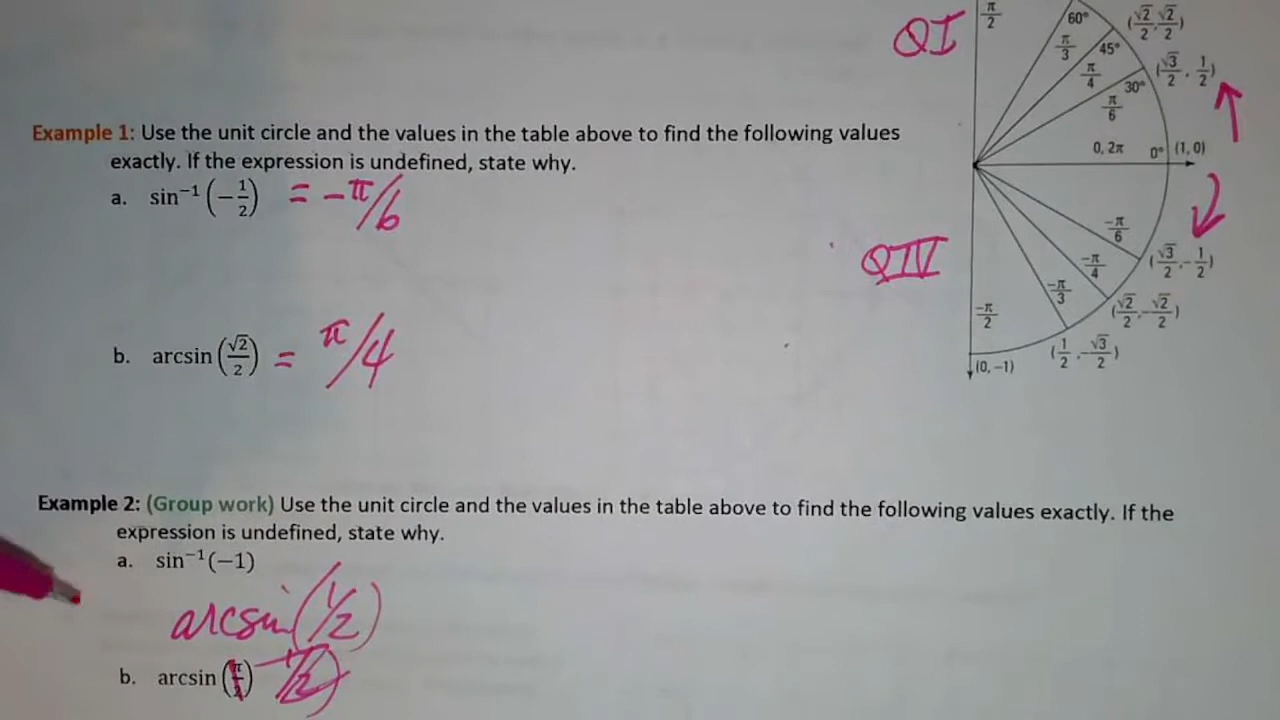 QI
π/2
60°
π/3
45°
π/4
30°
π/6
(√2/2, √2/2)
(√3/2, 1/2)
0, 2π 0° (1, 0)
Example 1: Use the unit circle and the values in the table above to find the following values
exactly. If the expression is undefined, state why.
a. sin⁻¹(−1/2) = −π/6
QIV
−π/6
−π/4
−π/3
−π/2
(√3/2, −1/2)
(√2/2, −√2/2)
(1/2, −√3/2)
(0, −1)
b. arcsin(√2/2) = π/4
Example 2: (Group work) Use the unit circle and the values in the table above to find the following values exactly. If the
expression is undefined, state why.
a. sin⁻¹(−1)
arcsin(1/2)
b. arcsin(π/2)